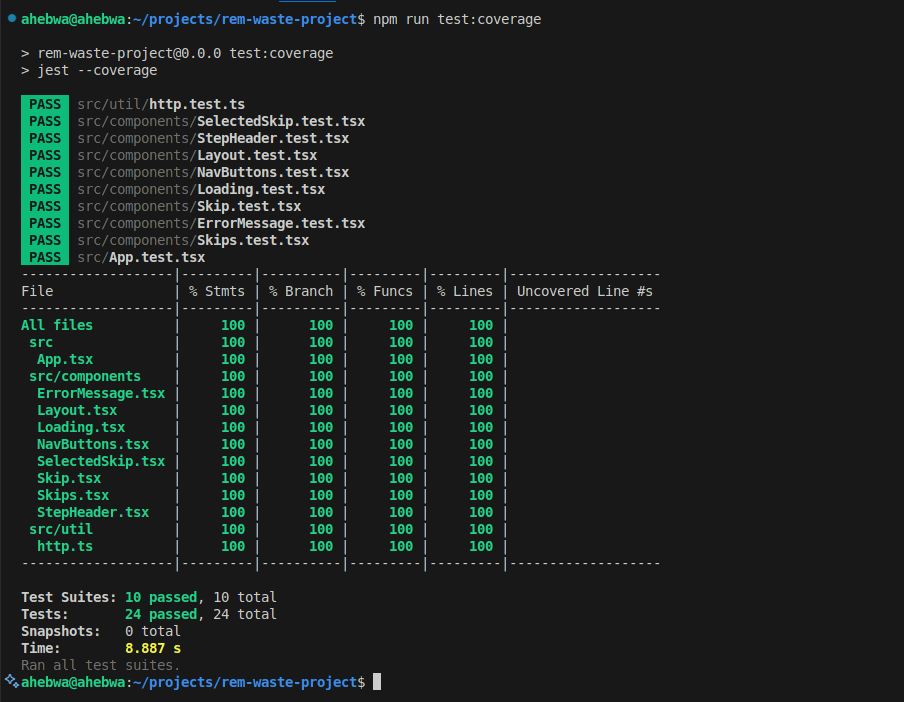 ahebwa@ahebwa:~/projects/rem-waste-project$ npm run test:coverage
> rem-waste-project@0.0.0 test:coverage
> jest --coverage
PASS src/util/http.test.ts
PASS src/components/SelectedSkip.test.tsx
PASS src/components/StepHeader.test.tsx
PASS src/components/Layout.test.tsx
PASS src/components/NavButtons.test.tsx
PASS src/components/Loading.test.tsx
PASS src/components/Skip.test.tsx
PASS src/components/ErrorMessage.test.tsx
PASS src/components/Skips.test.tsx
PASS src/App.test.tsx
-------------------|---------|----------|---------|---------|-------------------
File               | % Stmts | % Branch | % Funcs | % Lines | Uncovered Line #s
-------------------|---------|----------|---------|---------|-------------------
All files          |     100 |      100 |     100 |     100 |
 src               |     100 |      100 |     100 |     100 |
  App.tsx          |     100 |      100 |     100 |     100 |
 src/components    |     100 |      100 |     100 |     100 |
  ErrorMessage.tsx |     100 |      100 |     100 |     100 |
  Layout.tsx       |     100 |      100 |     100 |     100 |
  Loading.tsx      |     100 |      100 |     100 |     100 |
  NavButtons.tsx   |     100 |      100 |     100 |     100 |
  SelectedSkip.tsx |     100 |      100 |     100 |     100 |
  Skip.tsx         |     100 |      100 |     100 |     100 |
  Skips.tsx        |     100 |      100 |     100 |     100 |
  StepHeader.tsx   |     100 |      100 |     100 |     100 |
 src/util          |     100 |      100 |     100 |     100 |
  http.ts          |     100 |      100 |     100 |     100 |
-------------------|---------|----------|---------|---------|-------------------
Test Suites: 10 passed, 10 total
Tests:       24 passed, 24 total
Snapshots:   0 total
Time:        8.887 s
Ran all test suites.
ahebwa@ahebwa:~/projects/rem-waste-project$